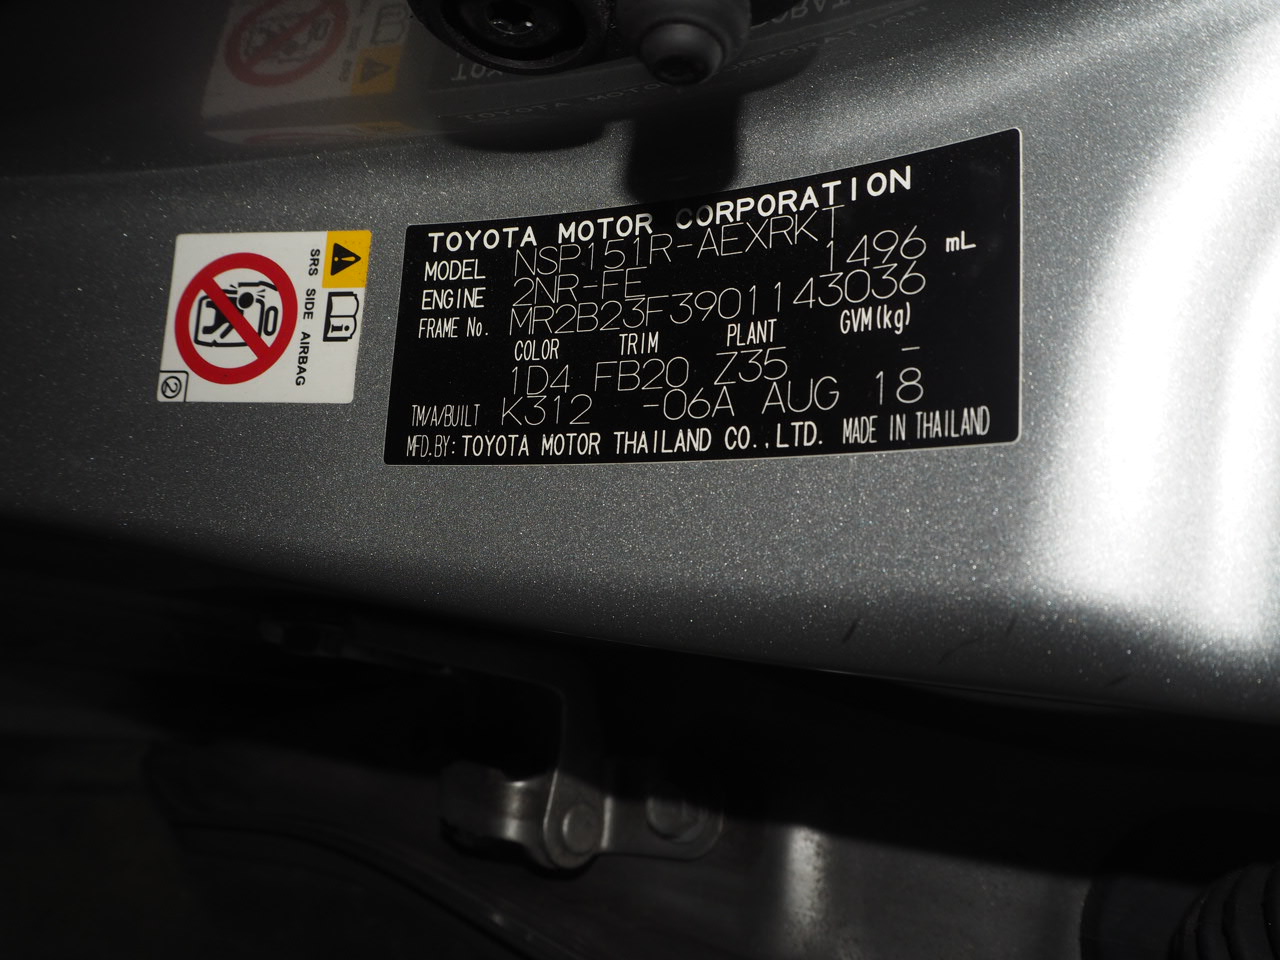 TOYOTA MOTOR CORPORATION
MODEL NSP151R-AEXRKT
ENGINE 2NR-FE 1496 mL
FRAME No. MR2B23F3901143036
COLOR TRIM PLANT GVM(kg)
1D4 FB20 Z35 -
TM/A/BUILT K312 -06A AUG 18
MFD.BY: TOYOTA MOTOR THAILAND CO.,LTD. MADE IN THAILAND
SRS SIDE AIRBAG
2